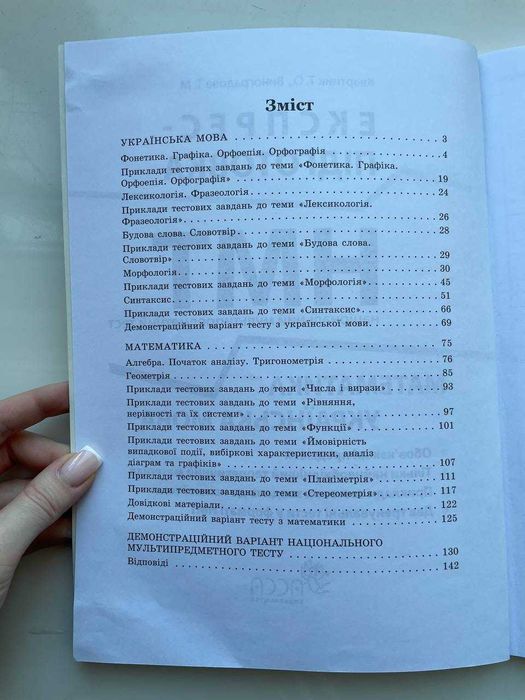 Зміст
УКРАЇНСЬКА МОВА . . . . . . . . . . . . . . . . . . . . . . . . . . . . . . 3
Фонетика. Графіка. Орфоепія. Орфографія . . . . . . . . . . . . . . . . . . . . 4
Приклади тестових завдань до теми «Фонетика. Графіка.
Орфоепія. Орфографія» . . . . . . . . . . . . . . . . . . . . . . . . . . . . . . 19
Лексикологія. Фразеологія . . . . . . . . . . . . . . . . . . . . . . . . . . . . . . 24
Приклади тестових завдань до теми «Лексикологія.
Фразеологія» . . . . . . . . . . . . . . . . . . . . . . . . . . . . . . 26
Будова слова. Словотвір . . . . . . . . . . . . . . . . . . . . . . . . . . . . . . 28
Приклади тестових завдань до теми «Будова слова.
Словотвір» . . . . . . . . . . . . . . . . . . . . . . . . . . . . . . 29
Морфологія . . . . . . . . . . . . . . . . . . . . . . . . . . . . . . 30
Приклади тестових завдань до теми «Морфологія» . . . . . . . . . . . . . . 45
Синтаксис . . . . . . . . . . . . . . . . . . . . . . . . . . . . . . 51
Приклади тестових завдань до теми «Синтаксис» . . . . . . . . . . . . . . . 66
Демонстраційний варіант тесту з української мови . . . . . . . . . . . . . . 69
МАТЕМАТИКА . . . . . . . . . . . . . . . . . . . . . . . . . . . . . . 75
Алгебра. Початок аналізу. Тригонометрія . . . . . . . . . . . . . . . . . . . . 76
Геометрія . . . . . . . . . . . . . . . . . . . . . . . . . . . . . . 85
Приклади тестових завдань до теми «Числа і вирази» . . . . . . . . . . . . 93
Приклади тестових завдань до теми «Рівняння,
нерівності та їх системи» . . . . . . . . . . . . . . . . . . . . . . . . . . . . . . 97
Приклади тестових завдань до теми «Функції» . . . . . . . . . . . . . . . . . 101
Приклади тестових завдань до теми «Ймовірність
випадкової події, вибіркові характеристики, аналіз
діаграм та графіків» . . . . . . . . . . . . . . . . . . . . . . . . . . . . . . 107
Приклади тестових завдань до теми «Планіметрія» . . . . . . . . . . . . . 111
Приклади тестових завдань до теми «Стереометрія» . . . . . . . . . . . . 117
Довідкові матеріали . . . . . . . . . . . . . . . . . . . . . . . . . . . . . . 122
Демонстраційний варіант тесту з математики . . . . . . . . . . . . . . . . . 125
ДЕМОНСТРАЦІЙНИЙ ВАРІАНТ НАЦІОНАЛЬНОГО
МУЛЬТИПРЕДМЕТНОГО ТЕСТУ . . . . . . . . . . . . . . . . . . . . . . . . 130
Відповіді . . . . . . . . . . . . . . . . . . . . . . . . . . . . . . 142